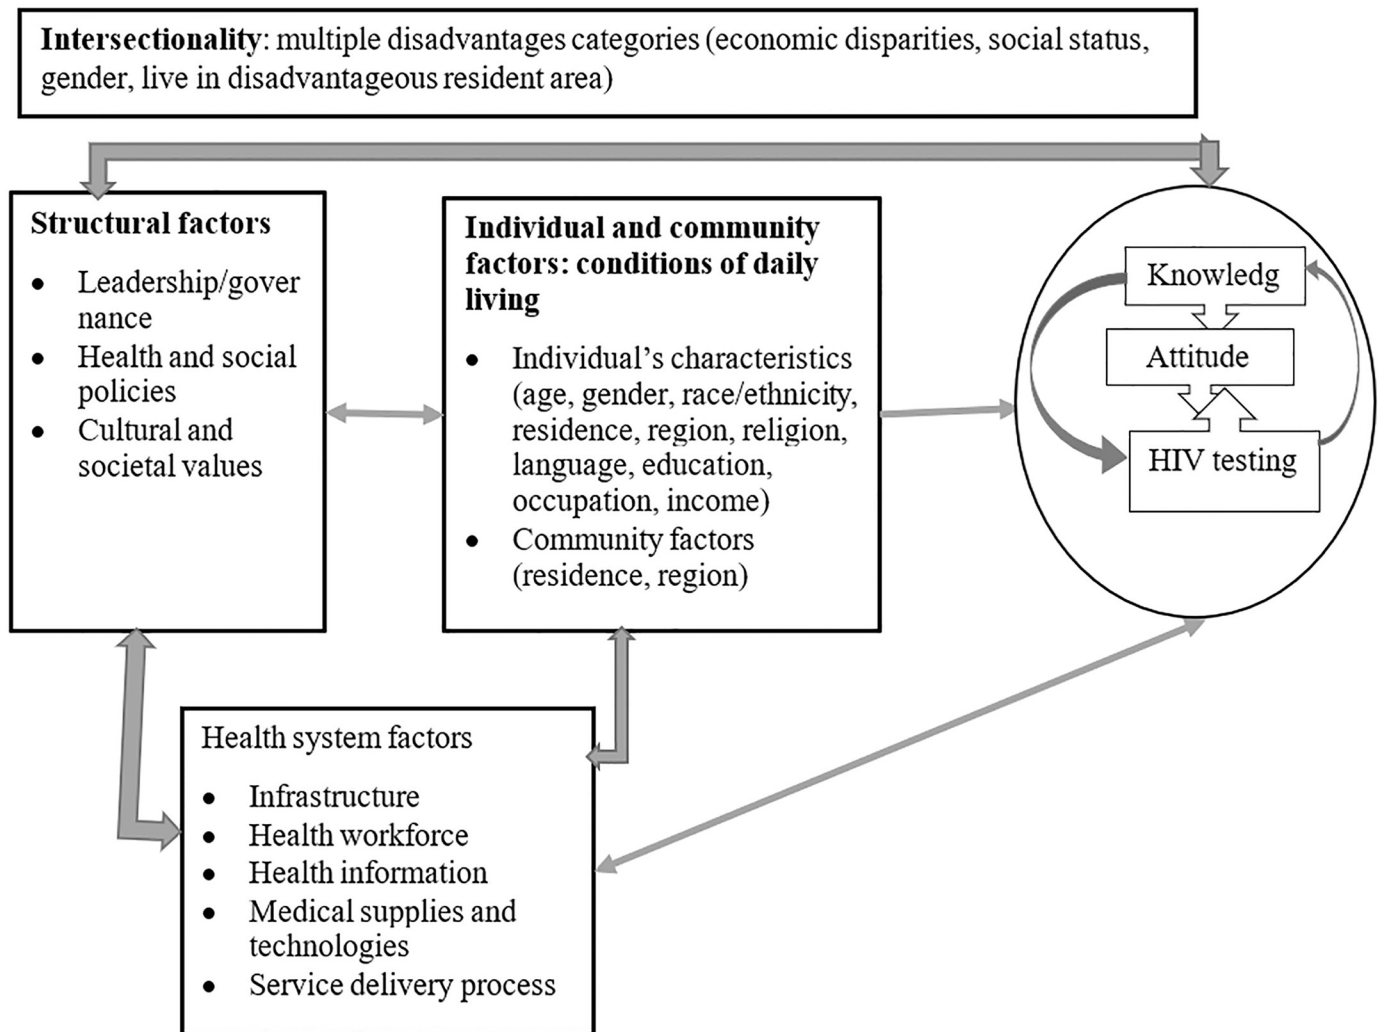 Intersectionality: multiple disadvantages categories (economic disparities, social status,
gender, live in disadvantageous resident area)
Structural factors
• Leadership/gover
nance
• Health and social
policies
• Cultural and
societal values
Individual and community
factors: conditions of daily
living
• Individual’s characteristics
(age, gender, race/ethnicity,
residence, region, religion,
language, education,
occupation, income)
• Community factors
(residence, region)
Knowledg
Attitude
HIV testing
Health system factors
• Infrastructure
• Health workforce
• Health information
• Medical supplies and
technologies
• Service delivery process